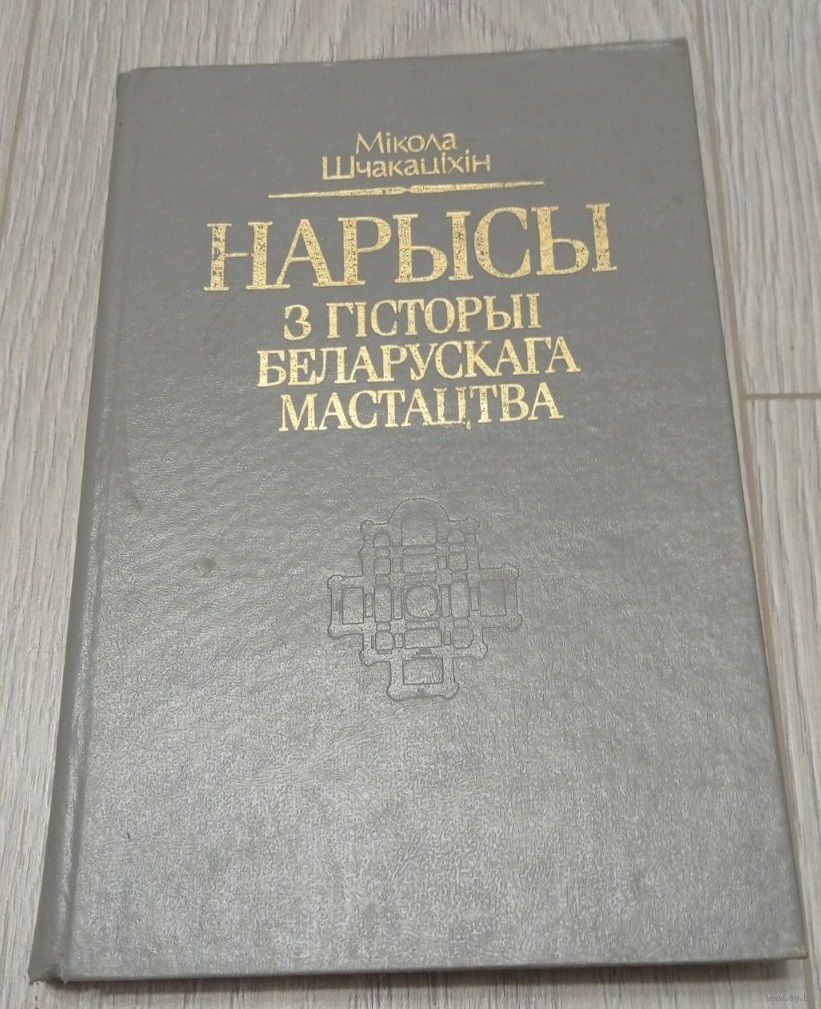 Мікола
Шчакаціхін
НАРЫСЫ
З ГІСТОРЫІ
БЕЛАРУСКАГА
МАСТАЦТВА